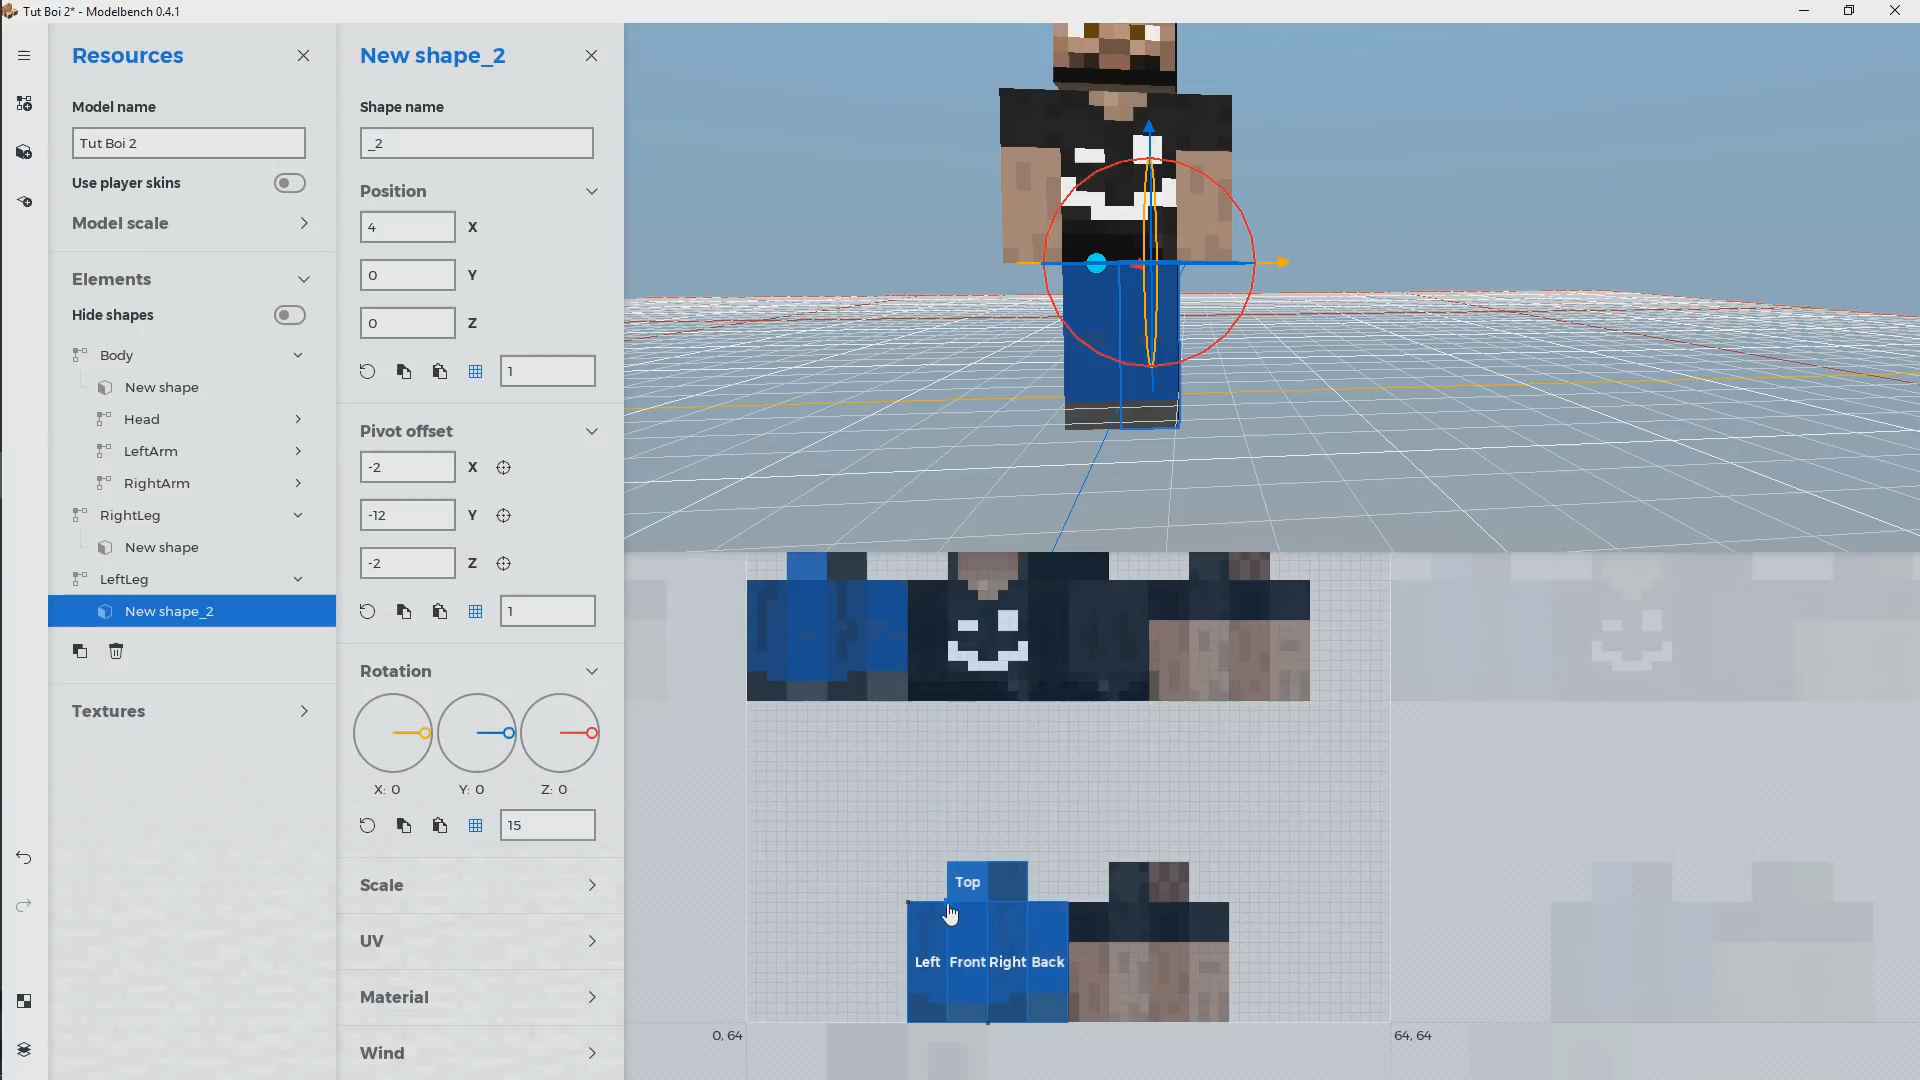 Tut Boi 2* - Modelbench 0.4.1
Resources
Model name
Tut Boi 2
Use player skins
Model scale
Elements
Hide shapes
Body
New shape
Head
LeftArm
RightArm
RightLeg
New shape
LeftLeg
New shape_2
Textures
New shape_2
Shape name
_2
Position
4 X
0 Y
0 Z
1
Pivot offset
-2 X
-12 Y
-2 Z
1
Rotation
X: 0 Y: 0 Z: 0
15
Scale
UV
Material
Wind
Top
Left Front Right Back
0, 64 64, 64